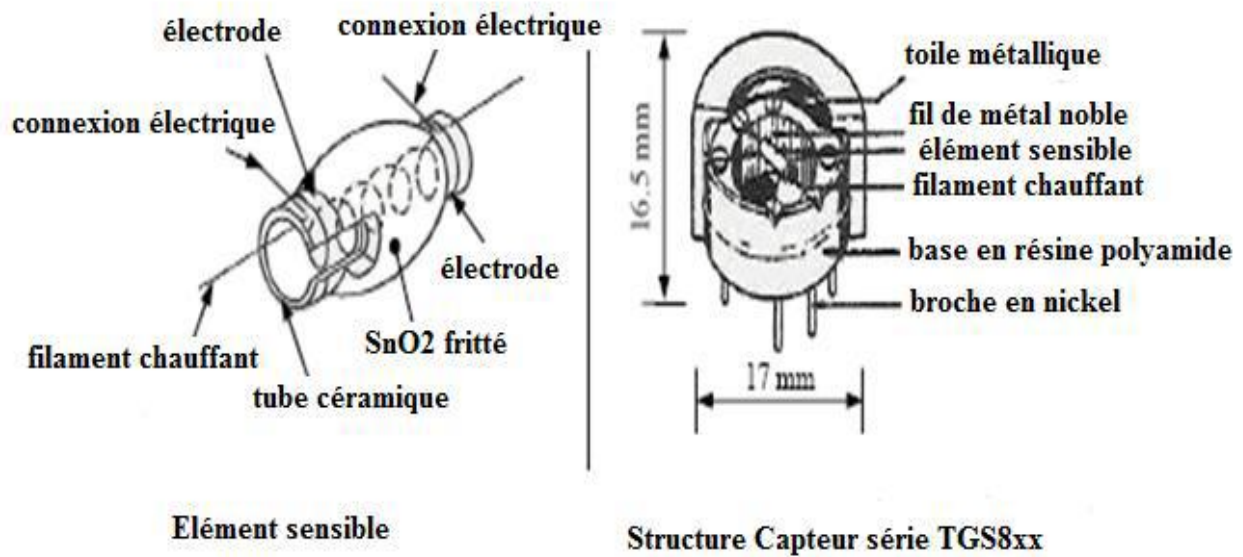 électrode
connexion électrique
connexion électrique
électrode
SnO2 fritté
filament chauffant
tube céramique
Elément sensible
toile métallique
fil de métal noble
élément sensible
filament chauffant
base en résine polyamide
broche en nickel
16.5 mm
17 mm
Structure Capteur série TGS8xx